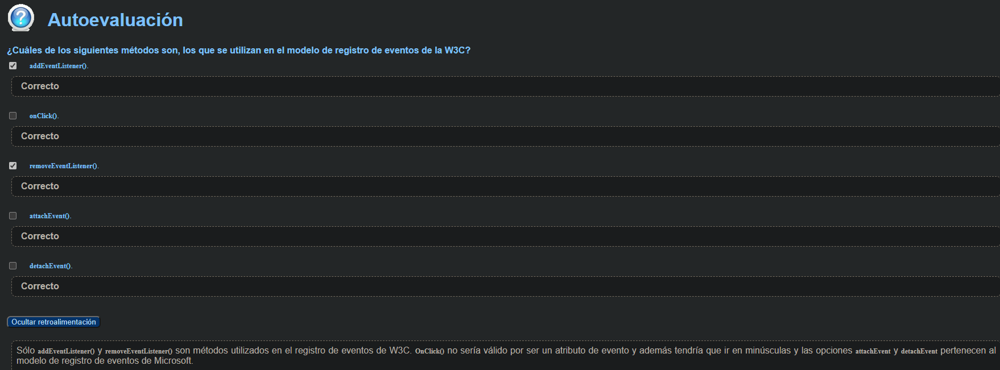 Autoevaluación
¿Cuáles de los siguientes métodos son, los que se utilizan en el modelo de registro de eventos de la W3C?
addEventListener().
Correcto
onClick().
Correcto
removeEventListener().
Correcto
attachEvent().
Correcto
detachEvent().
Correcto
Ocultar retroalimentación
Sólo addEventListener() y removeEventListener() son métodos utilizados en el registro de eventos de W3C. OnClick() no sería válido por ser un atributo de evento y además tendría que ir en minúsculas y las opciones attachEvent y detachEvent pertenecen al
modelo de registro de eventos de Microsoft.